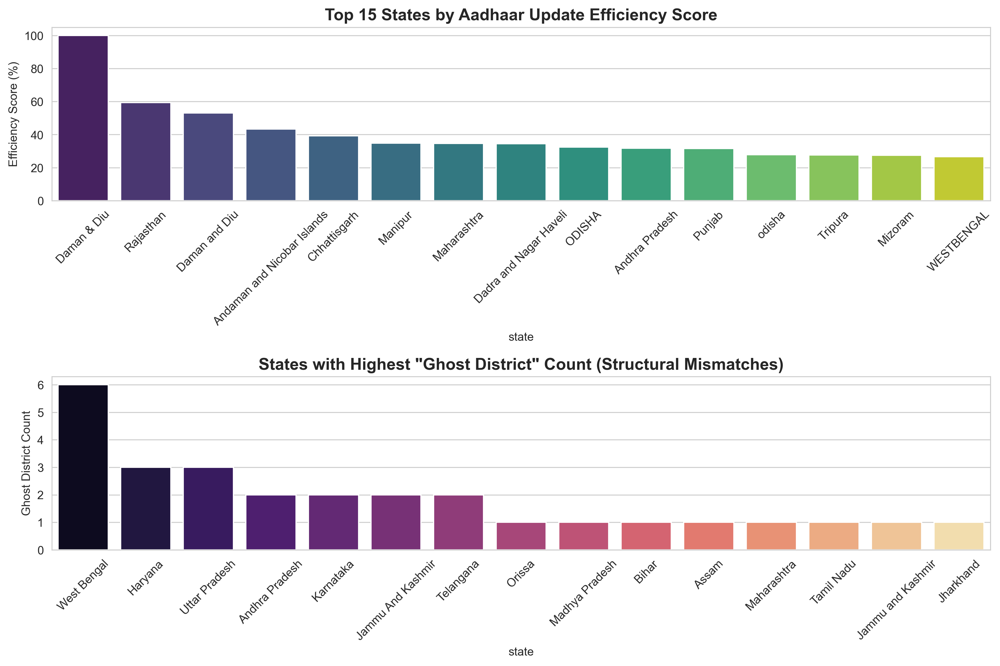 Top 15 States by Aadhaar Update Efficiency Score
Efficiency Score (%)
100
80
60
40
20
0
Daman & Diu
Rajasthan
Daman and Diu
Andaman and Nicobar Islands
Chhattisgarh
Manipur
Maharashtra
Dadra and Nagar Haveli
ODISHA
Andhra Pradesh
Punjab
odisha
Tripura
Mizoram
WESTBENGAL
state
States with Highest "Ghost District" Count (Structural Mismatches)
Ghost District Count
6
5
4
3
2
1
0
West Bengal
Haryana
Uttar Pradesh
Andhra Pradesh
Karnataka
Jammu And Kashmir
Telangana
Orissa
Madhya Pradesh
Bihar
Assam
Maharashtra
Tamil Nadu
Jammu and Kashmir
Jharkhand
state